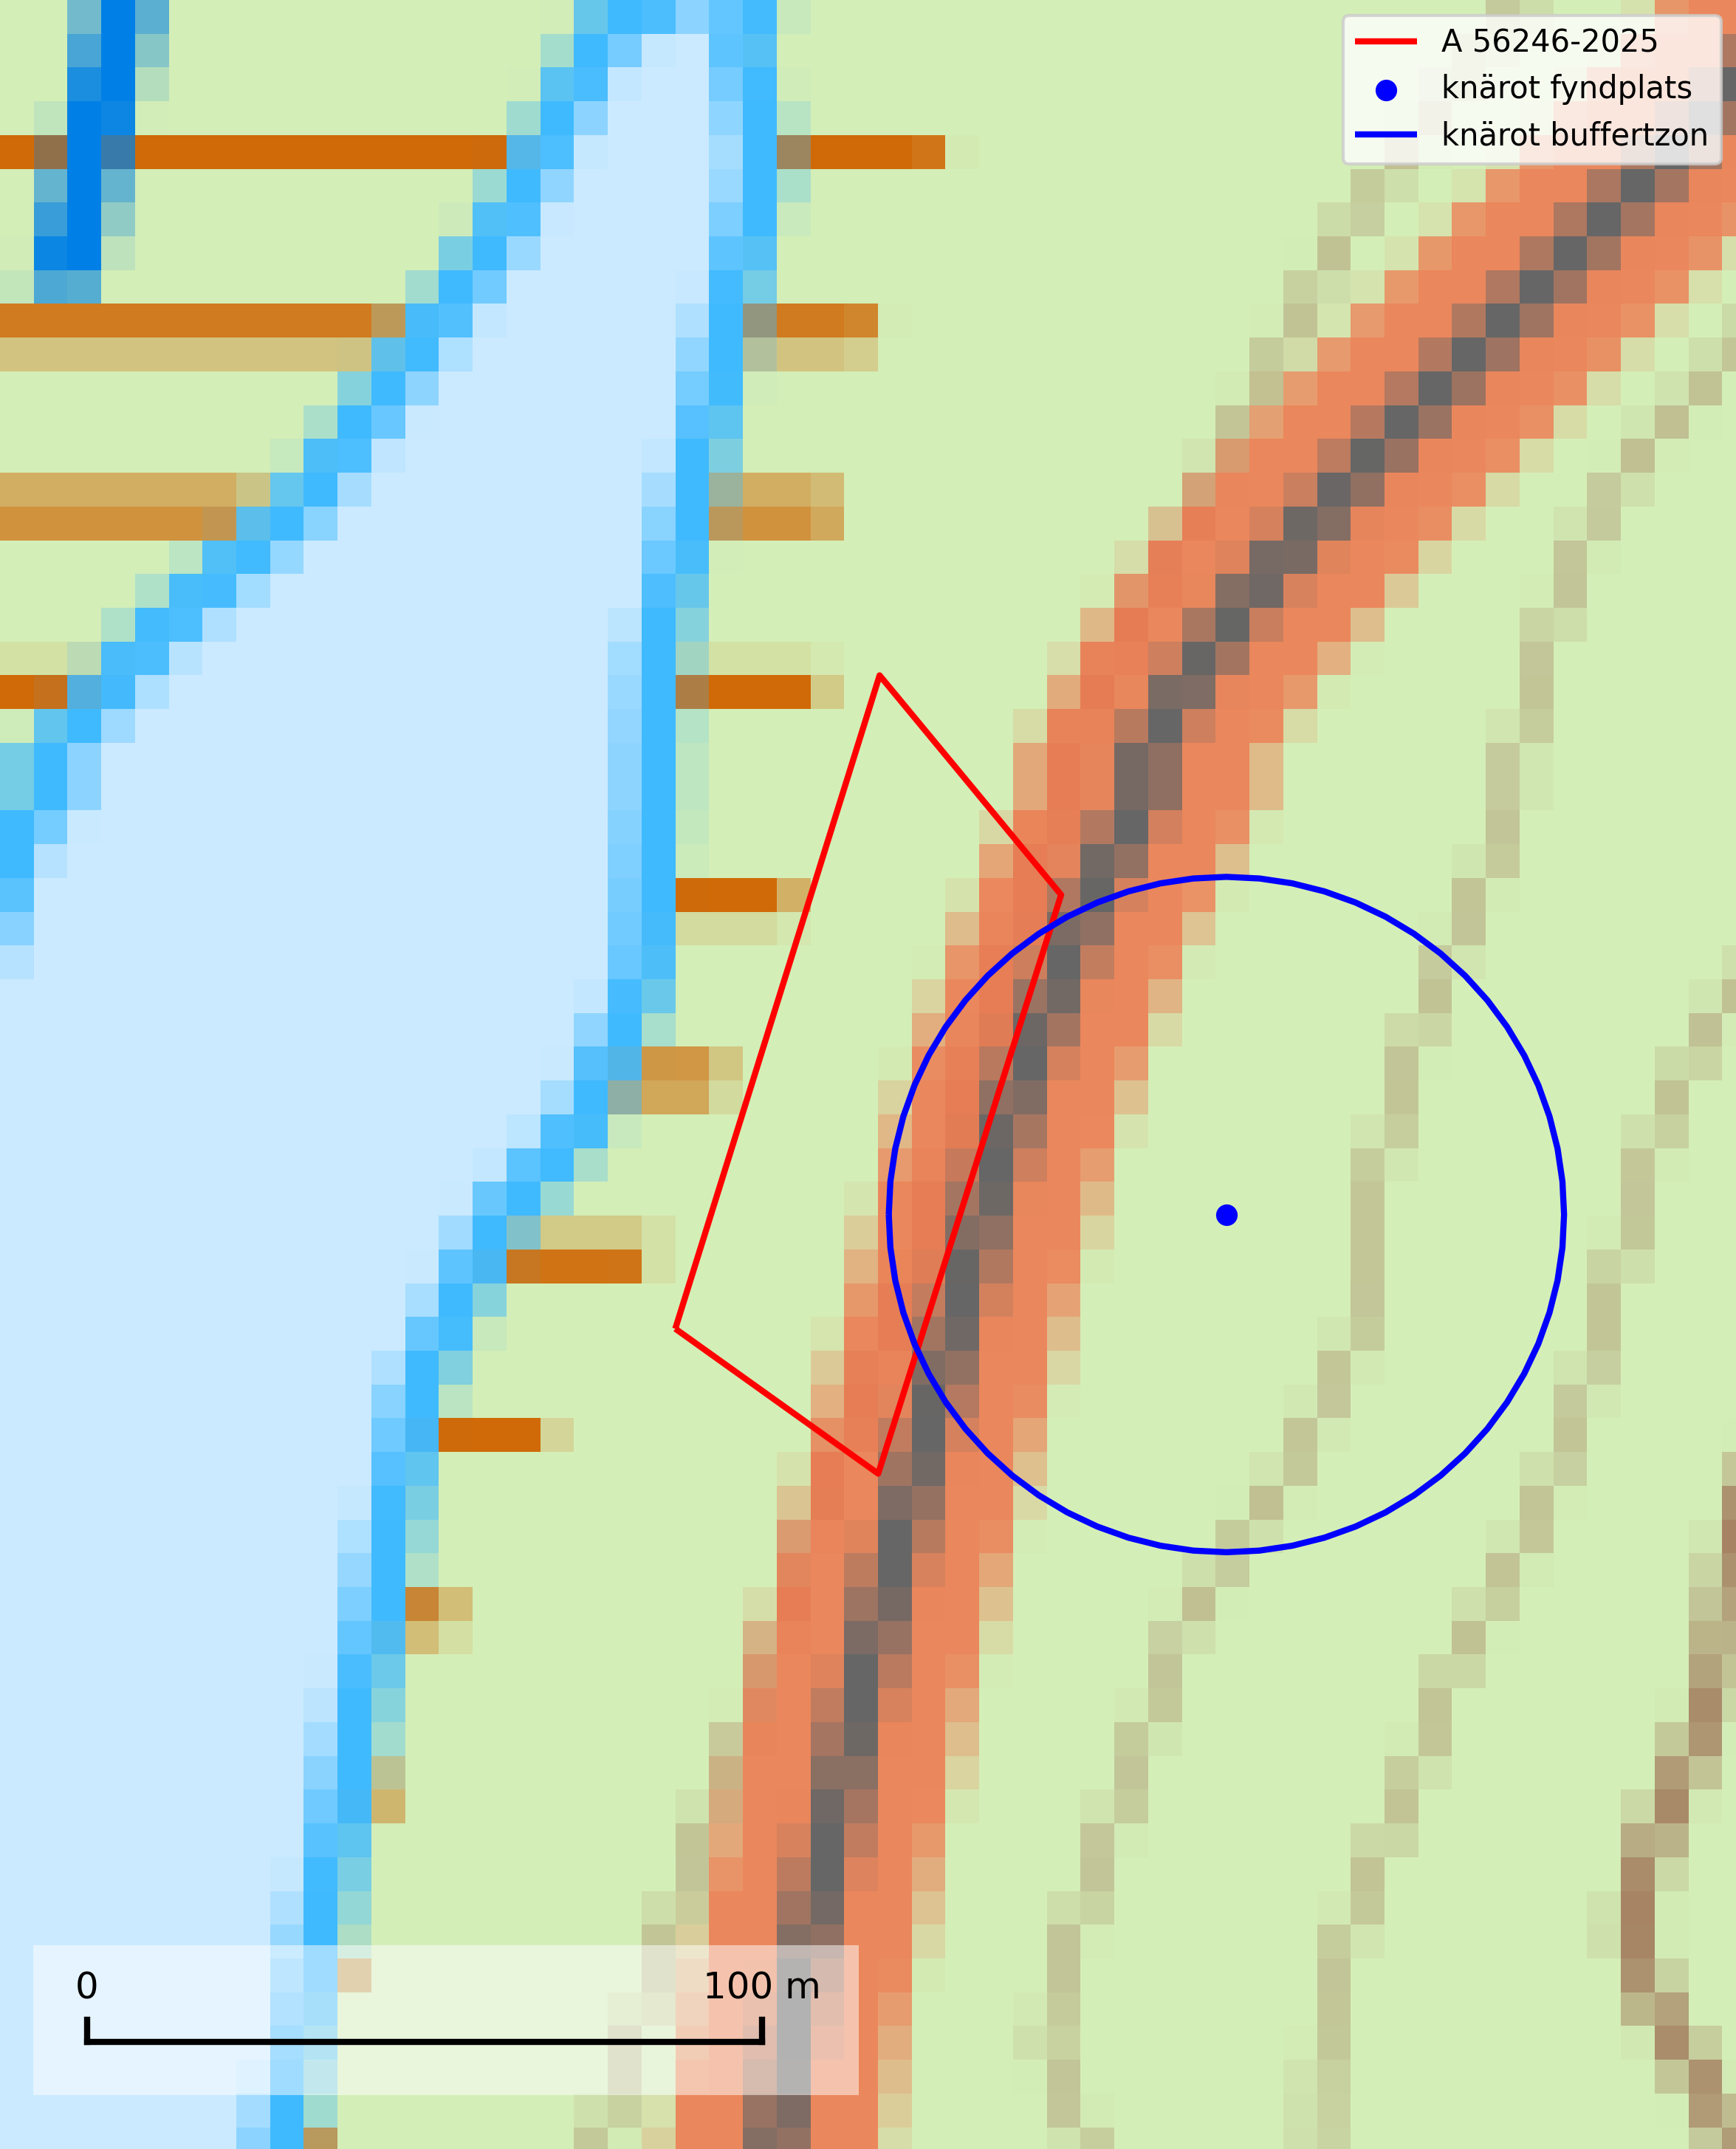 A 56246-2025
knärot fyndplats
knärot buffertzon
0 100 m